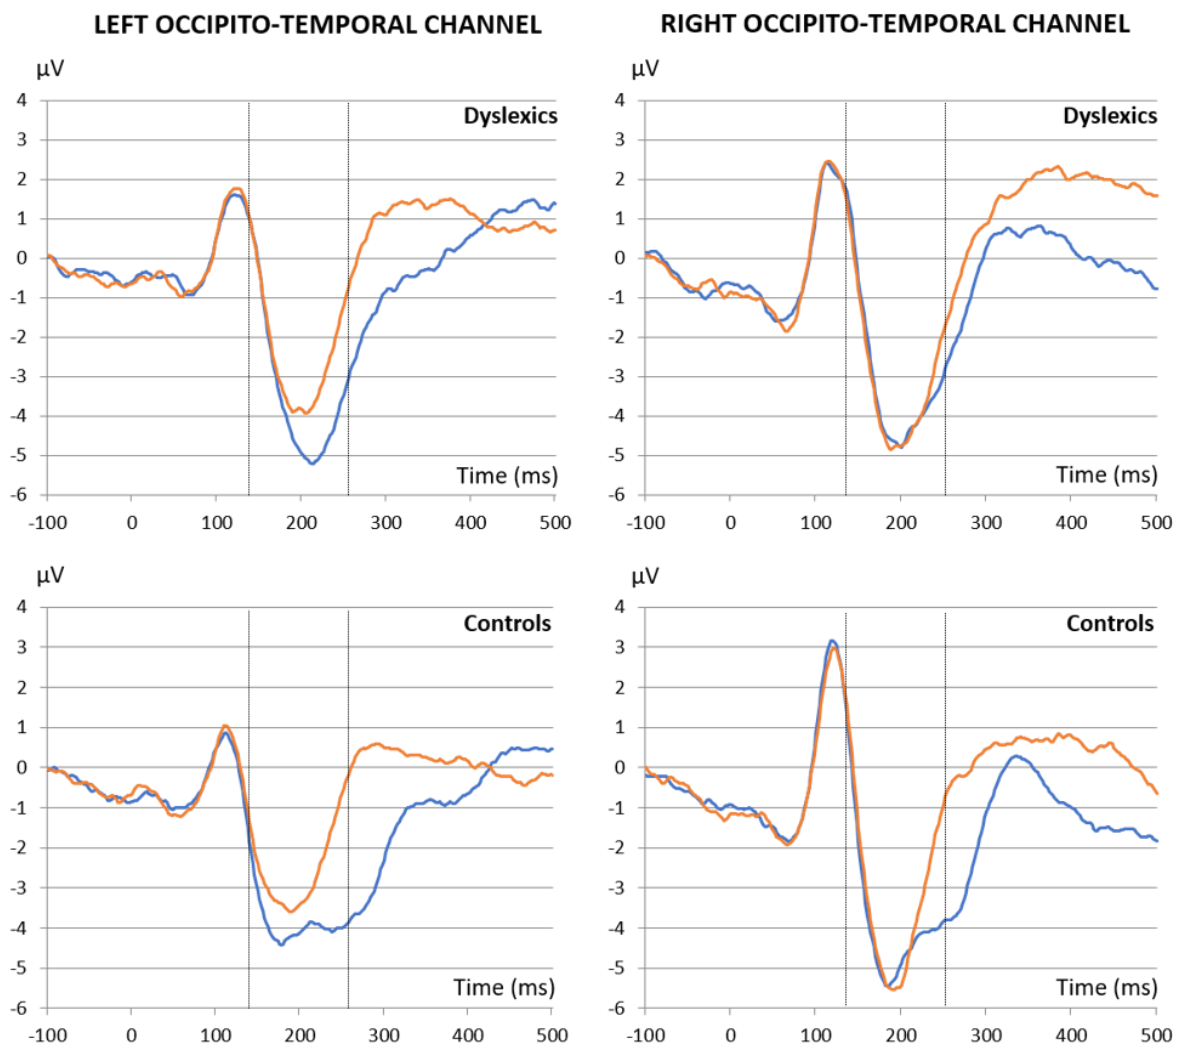 LEFT OCCIPITO-TEMPORAL CHANNEL
RIGHT OCCIPITO-TEMPORAL CHANNEL
µV
µV
4
Dyslexics
3
2
1
0
-1
-2
-3
-4
-5
Time (ms)
-6
-100 0 100 200 300 400 500
4
Dyslexics
3
2
1
0
-1
-2
-3
-4
-5
Time (ms)
-6
-100 0 100 200 300 400 500
µV
µV
4
Controls
3
2
1
0
-1
-2
-3
-4
-5
Time (ms)
-6
-100 0 100 200 300 400 500
4
Controls
3
2
1
0
-1
-2
-3
-4
-5
Time (ms)
-6
-100 0 100 200 300 400 500